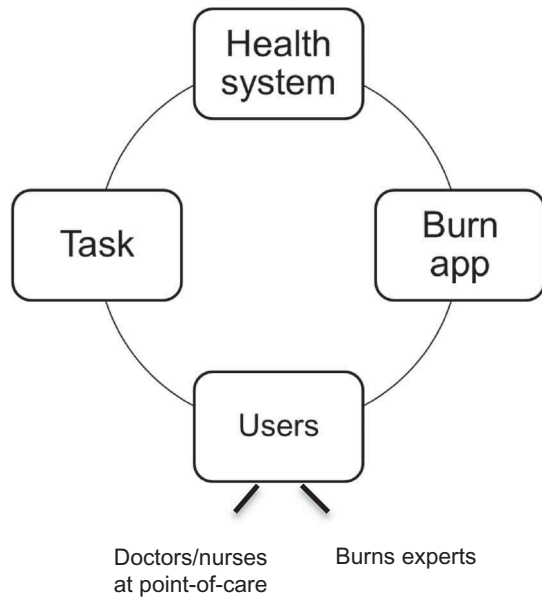 Health
system
Task
Burn
app
Users
Doctors/nurses
at point-of-care
Burns experts